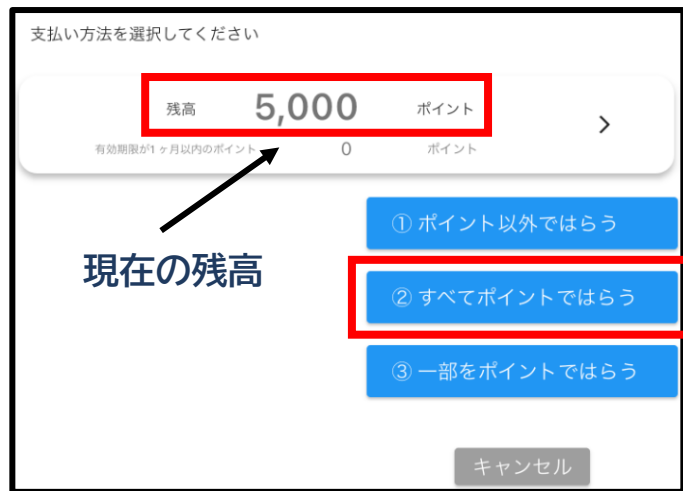 支払い方法を選択してください
残高 5,000 ポイント
有効期限が1ヶ月以内のポイント 0 ポイント
現在の残高
① ポイント以外ではらう
② すべてポイントではらう
③ 一部をポイントではらう
キャンセル